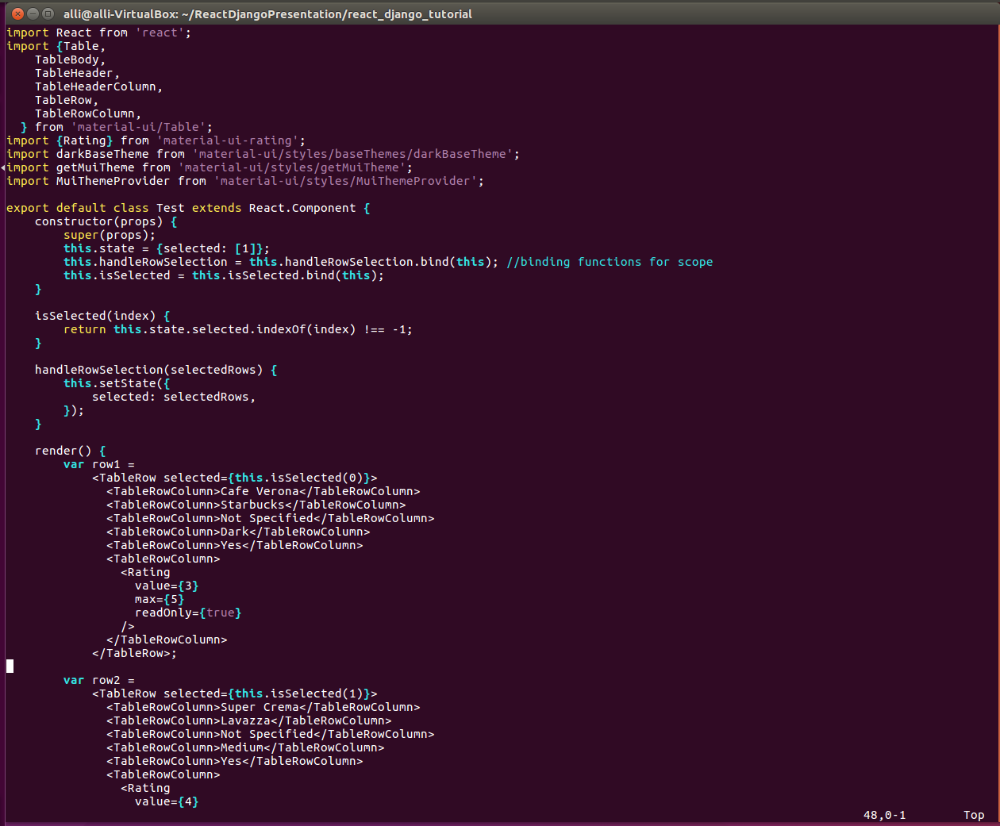 alli@alli-VirtualBox: ~/ReactDjangoPresentation/react_django_tutorial
import React from 'react';
import {Table,
    TableBody,
    TableHeader,
    TableHeaderColumn,
    TableRow,
    TableRowColumn,
  } from 'material-ui/Table';
import {Rating} from 'material-ui-rating';
import darkBaseTheme from 'material-ui/styles/baseThemes/darkBaseTheme';
import getMuiTheme from 'material-ui/styles/getMuiTheme';
import MuiThemeProvider from 'material-ui/styles/MuiThemeProvider';

export default class Test extends React.Component {
    constructor(props) {
        super(props);
        this.state = {selected: [1]};
        this.handleRowSelection = this.handleRowSelection.bind(this); //binding functions for scope
        this.isSelected = this.isSelected.bind(this);
    }

    isSelected(index) {
        return this.state.selected.indexOf(index) !== -1;
    }

    handleRowSelection(selectedRows) {
        this.setState({
            selected: selectedRows,
        });
    }

    render() {
        var row1 =
            <TableRow selected={this.isSelected(0)}>
              <TableRowColumn>Cafe Verona</TableRowColumn>
              <TableRowColumn>Starbucks</TableRowColumn>
              <TableRowColumn>Not Specified</TableRowColumn>
              <TableRowColumn>Dark</TableRowColumn>
              <TableRowColumn>Yes</TableRowColumn>
              <TableRowColumn>
                <Rating
                  value={3}
                  max={5}
                  readOnly={true}
                />
              </TableRowColumn>
            </TableRow>;

        var row2 =
            <TableRow selected={this.isSelected(1)}>
              <TableRowColumn>Super Crema</TableRowColumn>
              <TableRowColumn>Lavazza</TableRowColumn>
              <TableRowColumn>Not Specified</TableRowColumn>
              <TableRowColumn>Medium</TableRowColumn>
              <TableRowColumn>Yes</TableRowColumn>
              <TableRowColumn>
                <Rating
                  value={4}
48,0-1 Top